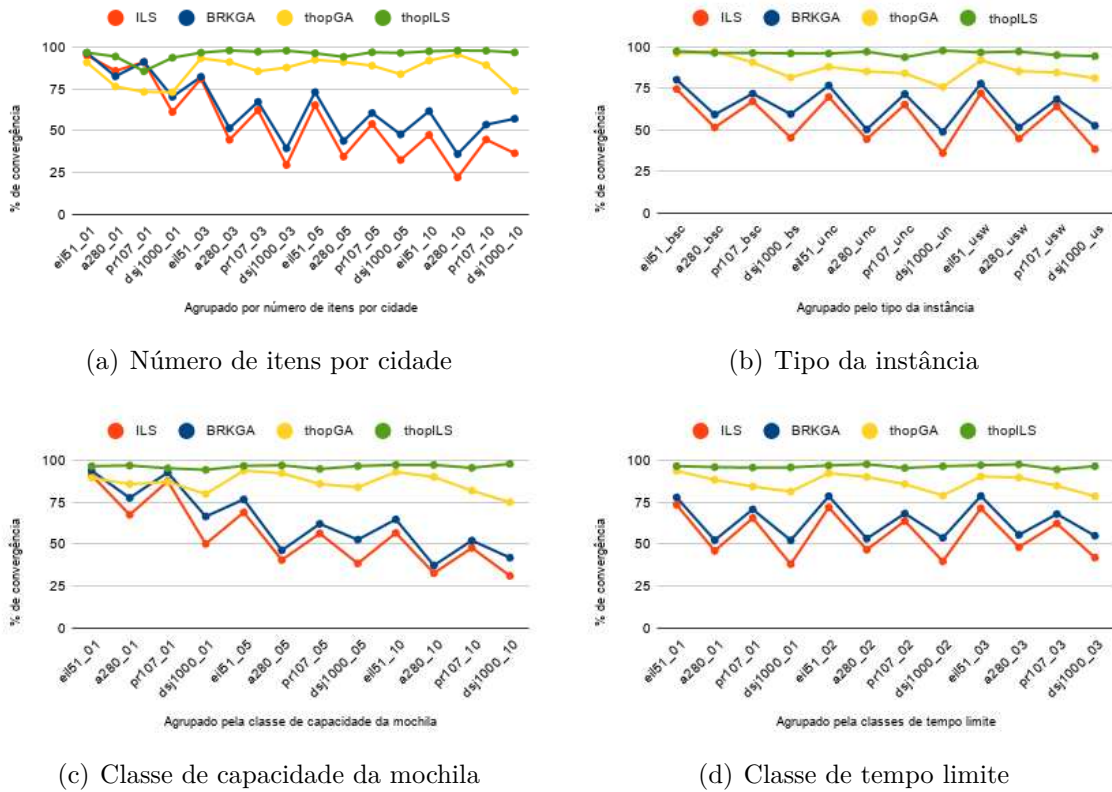 ILS BRKGA thopGA thopILS
% de convergência
100
75
50
25
0
eil51_01 a280_01 pr107_01 dsj1000_01 eil51_03 a280_03 pr107_03 dsj1000_03 eil51_05 a280_05 pr107_05 dsj1000_05 eil51_10 a280_10 pr107_10 dsj1000_10
Agrupado por número de itens por cidade
(a) Número de itens por cidade
ILS BRKGA thopGA thopILS
% de convergência
100
75
50
25
0
eil51_bsc a280_bsc pr107_bsc dsj1000_bs eil51_unc a280_unc pr107_unc dsj1000_un eil51_usw a280_usw pr107_usw dsj1000_us
Agrupado pelo tipo da instância
(b) Tipo da instância
ILS BRKGA thopGA thopILS
% de convergência
100
75
50
25
0
eil51_01 a280_01 pr107_01 dsj1000_01 eil51_05 a280_05 pr107_05 dsj1000_05 eil51_10 a280_10 pr107_10 dsj1000_10
Agrupado pela classe de capacidade da mochila
(c) Classe de capacidade da mochila
ILS BRKGA thopGA thopILS
% de convergência
100
75
50
25
0
eil51_01 a280_01 pr107_01 dsj1000_01 eil51_02 a280_02 pr107_02 dsj1000_02 eil51_03 a280_03 pr107_03 dsj1000_03
Agrupado pela classes de tempo limite
(d) Classe de tempo limite